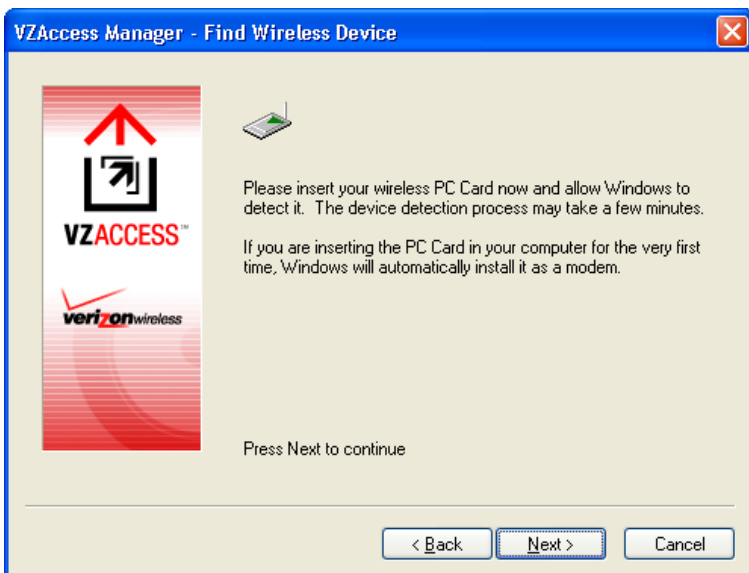 VZAccess Manager - Find Wireless Device
VZACCESS™
verizonwireless
Please insert your wireless PC Card now and allow Windows to
detect it. The device detection process may take a few minutes.
If you are inserting the PC Card in your computer for the very first
time, Windows will automatically install it as a modem.
Press Next to continue
< Back
Next >
Cancel